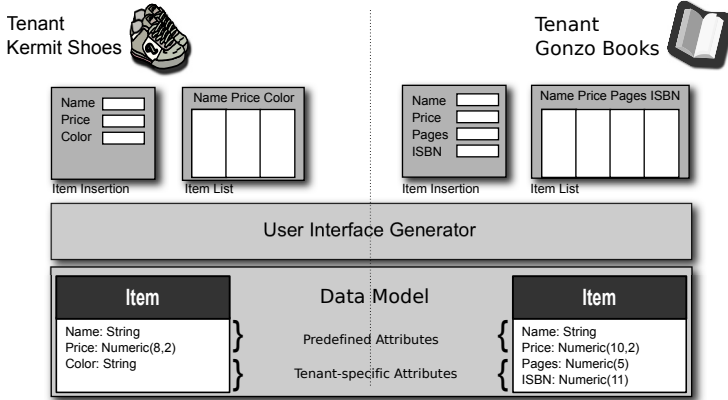 Tenant
Kermit Shoes
Tenant
Gonzo Books
Name
Price
Color
Item Insertion
Name Price Color
Item List
Name
Price
Pages
ISBN
Item Insertion
Name Price Pages ISBN
Item List
User Interface Generator
Data Model
Item
Name: String
Price: Numeric(8,2)
Color: String
Predefined Attributes
Tenant-specific Attributes
Item
Name: String
Price: Numeric(10,2)
Pages: Numeric(5)
ISBN: Numeric(11)